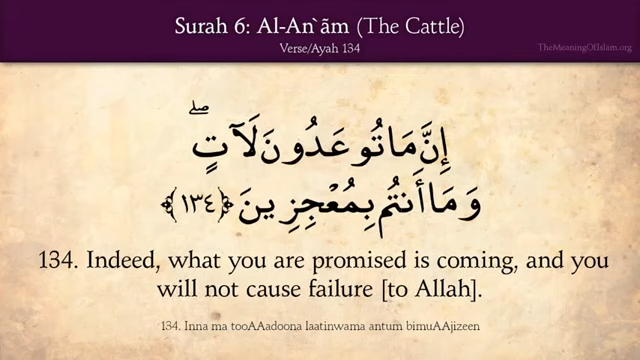 Surah 6: Al-An`ãm (The Cattle)
Verse/Ayah 134
TheMeaningOfIslam.org
إِنَّ مَا تُوعَدُونَ لَآتٍ ۖ
وَمَا أَنتُم بِمُعْجِزِينَ ﴿١٣٤﴾
134. Indeed, what you are promised is coming, and you
will not cause failure [to Allah].
134. Inna ma tooAAadoona laatinwama antum bimuAAjizeen